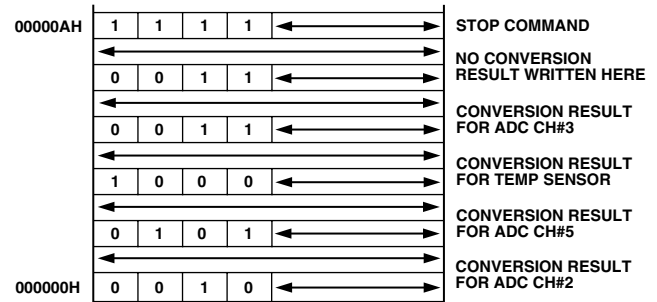 00000AH 1 1 1 1 STOP COMMAND
NO CONVERSION
0 0 1 1 RESULT WRITTEN HERE
CONVERSION RESULT
0 0 1 1 FOR ADC CH#3
CONVERSION RESULT
1 0 0 0 FOR TEMP SENSOR
CONVERSION RESULT
0 1 0 1 FOR ADC CH#5
CONVERSION RESULT
000000H 0 0 1 0 FOR ADC CH#2